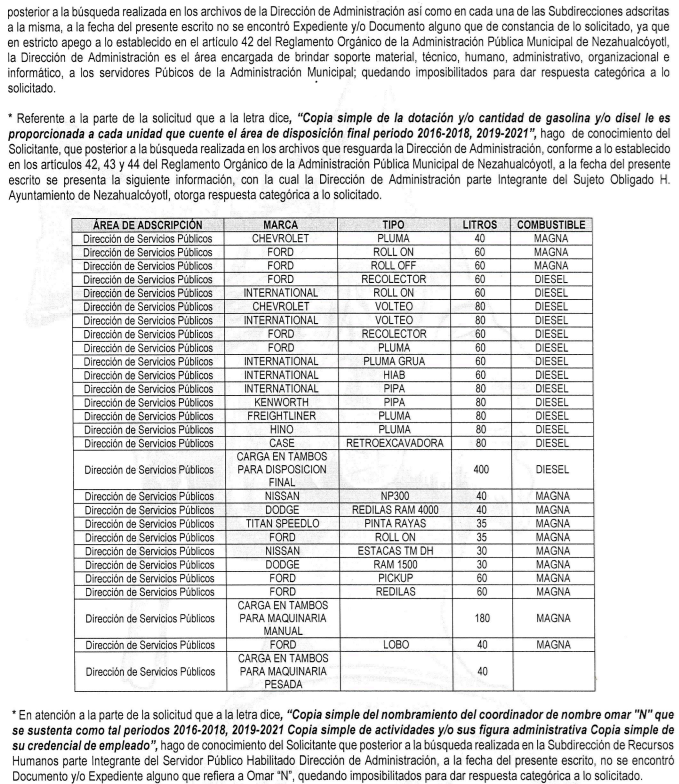 posterior a la búsqueda realizada en los archivos de la Dirección de Administración así como en cada una de las Subdirecciones adscritas
a la misma, a la fecha del presente escrito no se encontró Expediente y/o Documento alguno que de constancia de lo solicitado, ya que
en estricto apego a lo establecido en el artículo 42 del Reglamento Orgánico de la Administración Pública Municipal de Nezahualcóyotl,
la Dirección de Administración es el área encargada de brindar soporte material, técnico, humano, administrativo, organizacional e
informático, a los servidores Púbicos de la Administración Municipal; quedando imposibilitados para dar respuesta categórica a lo
solicitado.
* Referente a la parte de la solicitud que a la letra dice, "Copia simple de la dotación y/o cantidad de gasolina y/o disel le es
proporcionada a cada unidad que cuente el área de disposición final periodo 2016-2018, 2019-2021", hago de conocimiento del
Solicitante, que posterior a la búsqueda realizada en los archivos que resguarda la Dirección de Administración, conforme a lo establecido
en los artículos 42, 43 y 44 del Reglamento Orgánico de la Administración Pública Municipal de Nezahualcóyotl, a la fecha del presente
escrito se presenta la siguiente información, con la cual la Dirección de Administración parte Integrante del Sujeto Obligado H.
Ayuntamiento de Nezahualcóyotl, otorga respuesta categórica a lo solicitado.
ÁREA DE ADSCRIPCIÓN MARCA TIPO LITROS COMBUSTIBLE
Dirección de Servicios Públicos CHEVROLET PLUMA 40 MAGNA
Dirección de Servicios Públicos FORD ROLL ON 60 MAGNA
Dirección de Servicios Públicos FORD ROLL OFF 60 MAGNA
Dirección de Servicios Públicos FORD RECOLECTOR 60 DIESEL
Dirección de Servicios Públicos INTERNATIONAL ROLL ON 60 DIESEL
Dirección de Servicios Públicos CHEVROLET VOLTEO 80 DIESEL
Dirección de Servicios Públicos INTERNATIONAL VOLTEO 80 DIESEL
Dirección de Servicios Públicos FORD RECOLECTOR 60 DIESEL
Dirección de Servicios Públicos FORD PLUMA 60 DIESEL
Dirección de Servicios Públicos INTERNATIONAL PLUMA GRUA 60 DIESEL
Dirección de Servicios Públicos INTERNATIONAL HIAB 60 DIESEL
Dirección de Servicios Públicos INTERNATIONAL PIPA 80 DIESEL
Dirección de Servicios Públicos KENWORTH PIPA 80 DIESEL
Dirección de Servicios Públicos FREIGHTLINER PLUMA 80 DIESEL
Dirección de Servicios Públicos HINO PLUMA 80 DIESEL
Dirección de Servicios Públicos CASE RETROEXCAVADORA 80 DIESEL
CARGA EN TAMBOS
Dirección de Servicios Públicos PARA DISPOSICION 400 DIESEL
FINAL
Dirección de Servicios Públicos NISSAN NP300 40 MAGNA
Dirección de Servicios Públicos DODGE REDILAS RAM 4000 40 MAGNA
Dirección de Servicios Públicos TITAN SPEEDLO PINTA RAYAS 35 MAGNA
Dirección de Servicios Públicos FORD ROLL ON 35 MAGNA
Dirección de Servicios Públicos NISSAN ESTACAS TM DH 30 MAGNA
Dirección de Servicios Públicos DODGE RAM 1500 30 MAGNA
Dirección de Servicios Públicos FORD PICKUP 60 MAGNA
Dirección de Servicios Públicos FORD REDILAS 60 MAGNA
CARGA EN TAMBOS
Dirección de Servicios Públicos PARA MAQUINARIA 180 MAGNA
MANUAL
Dirección de Servicios Públicos FORD LOBO 40 MAGNA
CARGA EN TAMBOS
Dirección de Servicios Públicos PARA MAQUINARIA 40
PESADA
* En atención a la parte de la solicitud que a la letra dice, "Copia simple del nombramiento del coordinador de nombre omar "N" que
se sustenta como tal periodos 2016-2018, 2019-2021 Copia simple de actividades y/o sus figura administrativa Copia simple de
su credencial de empleado", hago de conocimiento del Solicitante que posterior a la búsqueda realizada en la Subdirección de Recursos
Humanos parte Integrante del Servidor Público Habilitado Dirección de Administración, a la fecha del presente escrito, no se encontró
Documento y/o Expediente alguno que refiera a Omar "N", quedando imposibilitados para dar respuesta categórica a lo solicitado.